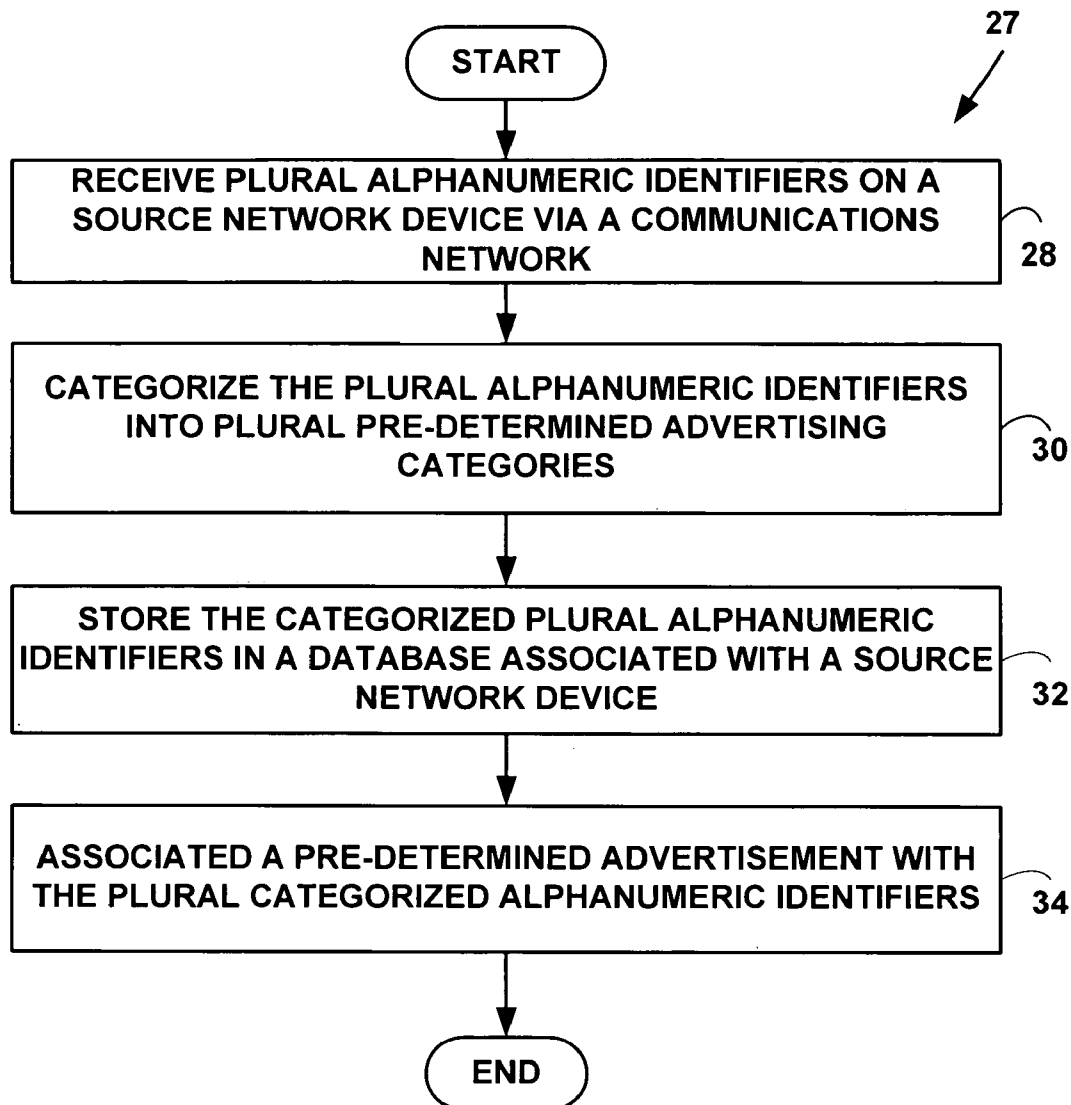 27
START
RECEIVE PLURAL ALPHANUMERIC IDENTIFIERS ON A
SOURCE NETWORK DEVICE VIA A COMMUNICATIONS
NETWORK
28
CATEGORIZE THE PLURAL ALPHANUMERIC IDENTIFIERS
INTO PLURAL PRE-DETERMINED ADVERTISING
CATEGORIES
30
STORE THE CATEGORIZED PLURAL ALPHANUMERIC
IDENTIFIERS IN A DATABASE ASSOCIATED WITH A SOURCE
NETWORK DEVICE
32
ASSOCIATED A PRE-DETERMINED ADVERTISEMENT WITH
THE PLURAL CATEGORIZED ALPHANUMERIC IDENTIFIERS
34
END